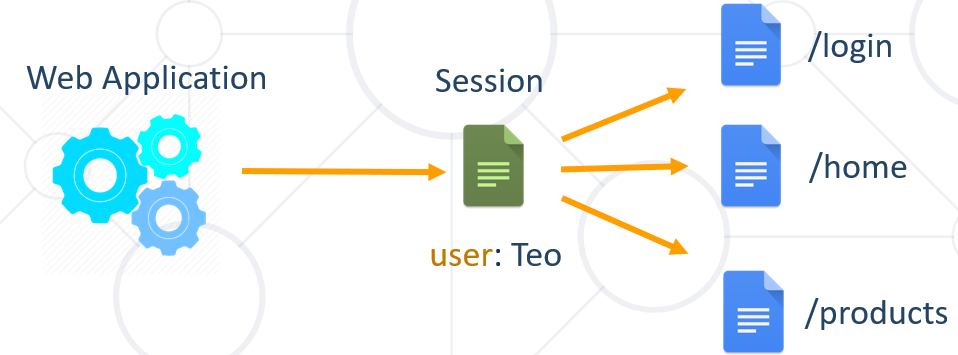 Web Application
Session
user: Teo
/login
/home
/products